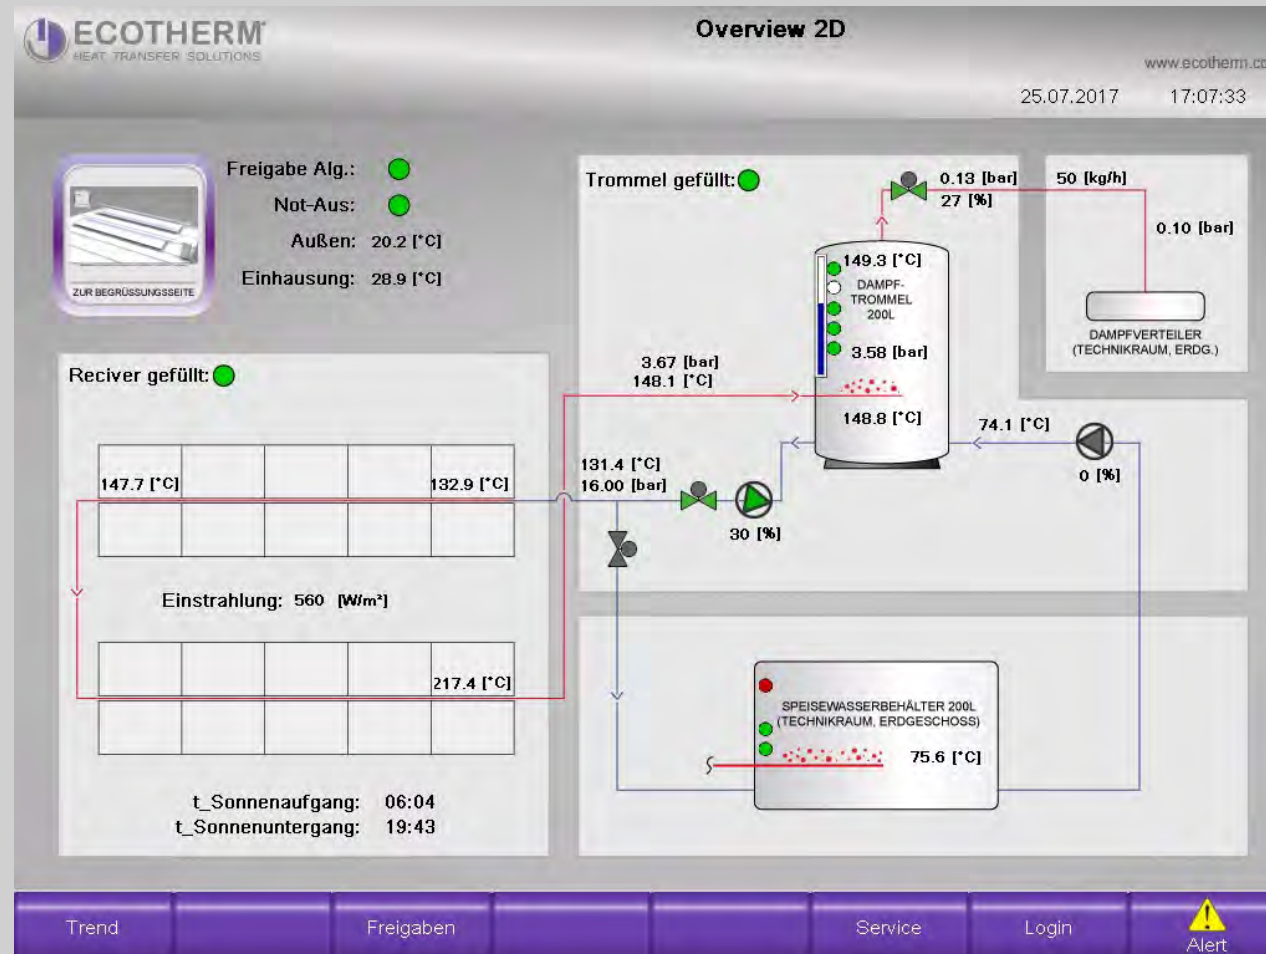 ECOTHERM®
HEAT TRANSFER SOLUTIONS
Overview 2D
www.ecotherm.co
25.07.2017 17:07:33
ZUR BEGRÜSSUNGSSEITE
Freigabe Alg.:
Not-Aus:
Außen: 20.2 [°C]
Einhausung: 28.9 [°C]
Trommel gefüllt:
0.13 [bar]
27 [%]
50 [kg/h]
0.10 [bar]
DAMPFVERTEILER
(TECHNIKRAUM, ERDG.)
149.3 [°C]
DAMPF-
TROMMEL
200L
3.58 [bar]
148.8 [°C]
3.67 [bar]
148.1 [°C]
74.1 [°C]
0 [%]
131.4 [°C]
16.00 [bar]
30 [%]
Reciver gefüllt:
147.7 [°C]
132.9 [°C]
Einstrahlung: 560 [W/m²]
217.4 [°C]
t_Sonnenaufgang: 06:04
t_Sonnenuntergang: 19:43
SPEISEWASSERBEHÄLTER 200L
(TECHNIKRAUM, ERDGESCHOSS)
75.6 [°C]
Trend
Freigaben
Service
Login
Alert